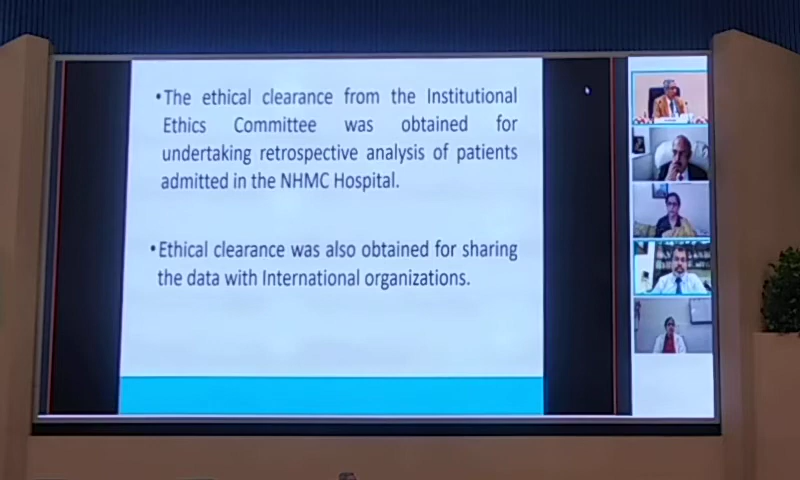 •The ethical clearance from the Institutional
Ethics Committee was obtained for
undertaking retrospective analysis of patients
admitted in the NHMC Hospital.
•Ethical clearance was also obtained for sharing
the data with International organizations.